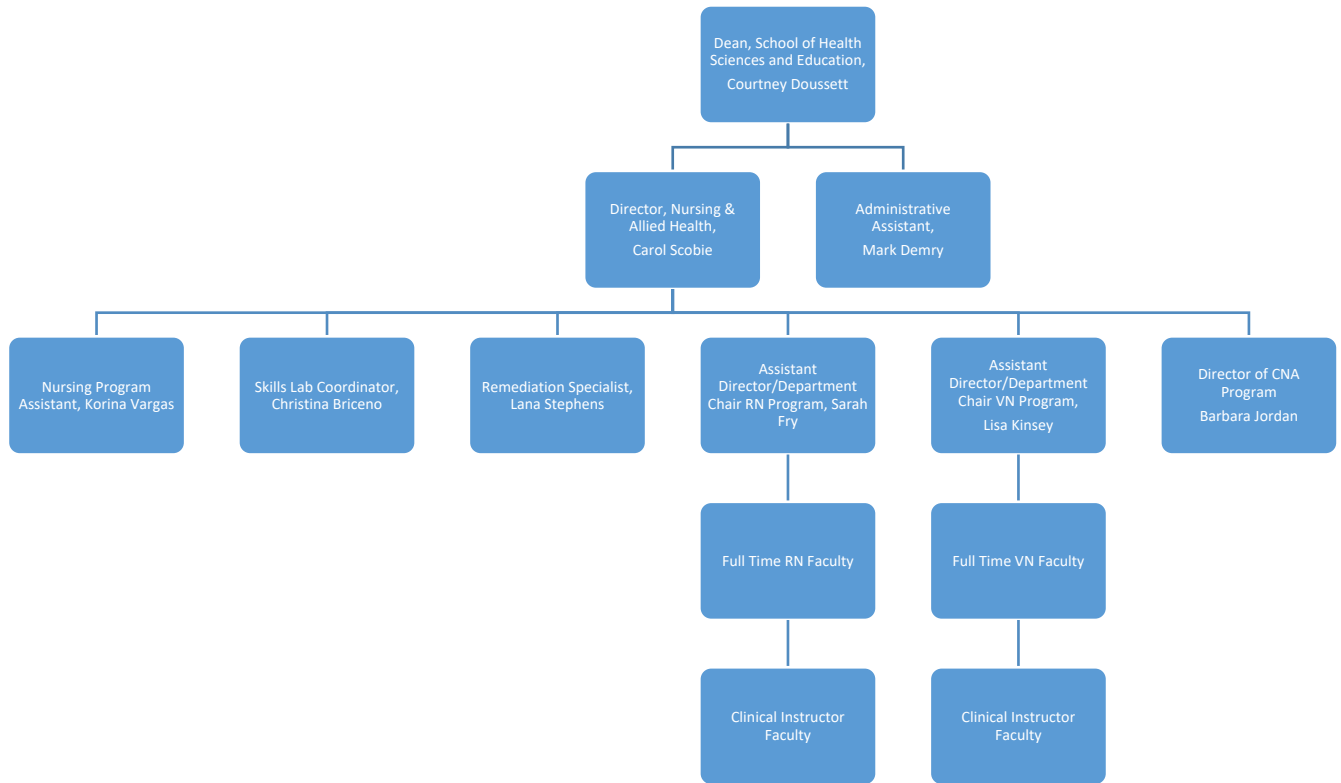 Dean, School of Health
Sciences and Education,
Courtney Doussett
Director, Nursing &
Allied Health,
Carol Scobie
Administrative
Assistant,
Mark Demry
Nursing Program
Assistant, Korina Vargas
Skills Lab Coordinator,
Christina Briceno
Remediation Specialist,
Lana Stephens
Assistant
Director/Department
Chair RN Program, Sarah
Fry
Assistant
Director/Department
Chair VN Program,
Lisa Kinsey
Director of CNA
Program
Barbara Jordan
Full Time RN Faculty
Full Time VN Faculty
Clinical Instructor
Faculty
Clinical Instructor
Faculty